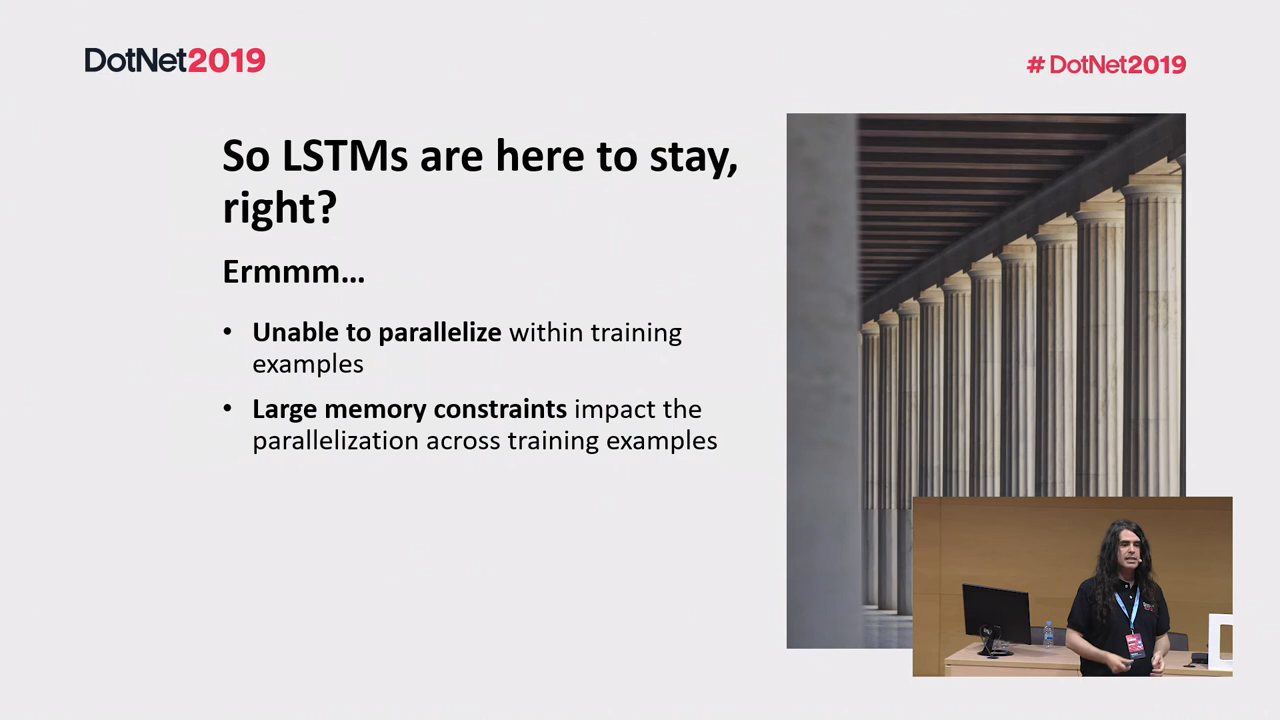 DotNet2019
# DotNet2019
So LSTMs are here to stay,
right?
Ermmm...
• Unable to parallelize within training
examples
• Large memory constraints impact the
parallelization across training examples